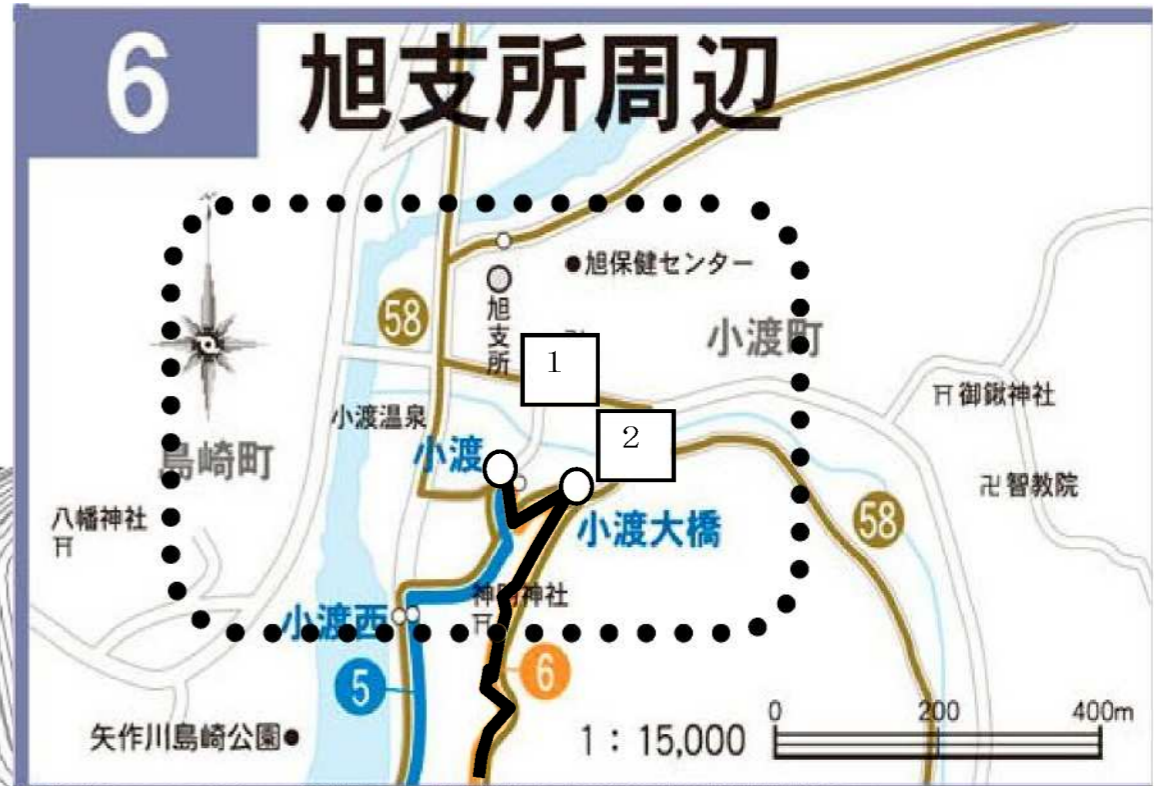 6
旭支所周辺
旭保健センター
58
旭支所
小渡町
1
御鍬神社
小渡温泉
2
島崎町
小渡
智教院
八幡神社
小渡大橋
58
神明神社
小渡西
5
6
0 200 400m
矢作川島崎公園
1：15,000